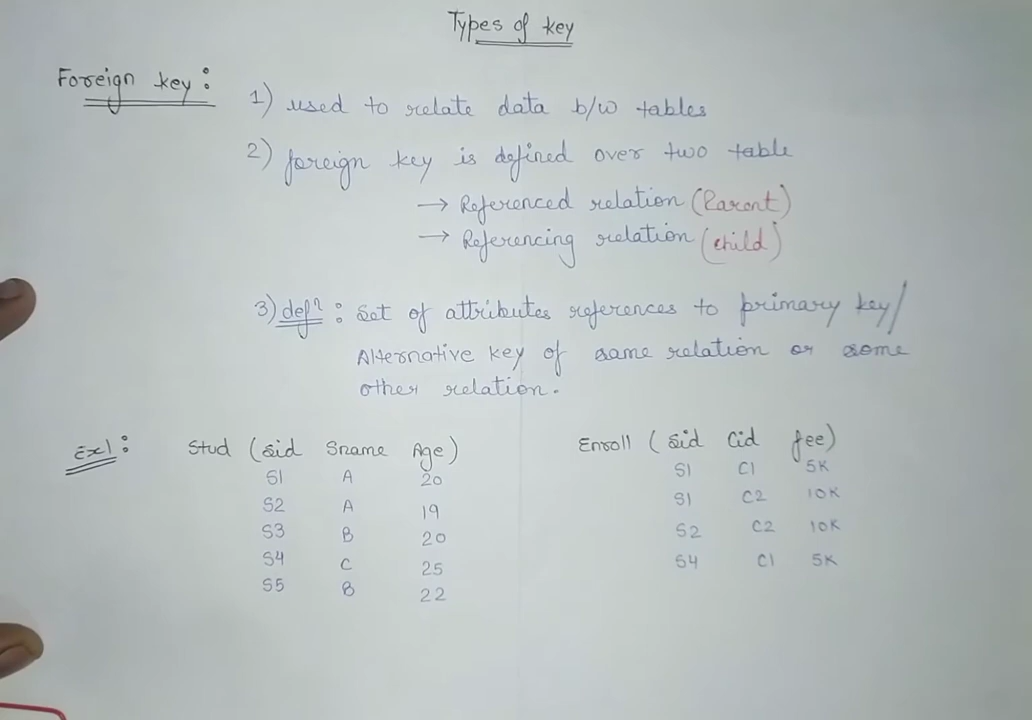 Types of key
Foreign key:
1) used to relate data b/w tables
2) foreign key is defined over two table
→ Referenced relation (Parent)
→ Referencing relation (child)
3) defⁿ: Set of attributes references to primary key/
Alternative key of same relation or some
other relation.
Ex1: Stud (Sid Sname Age) Enroll (Sid Cid fee)
S1 A 20 S1 C1 5K
S2 A 19 S1 C2 10K
S3 B 20 S2 C2 10K
S4 C 25 S4 C1 5K
S5 B 22